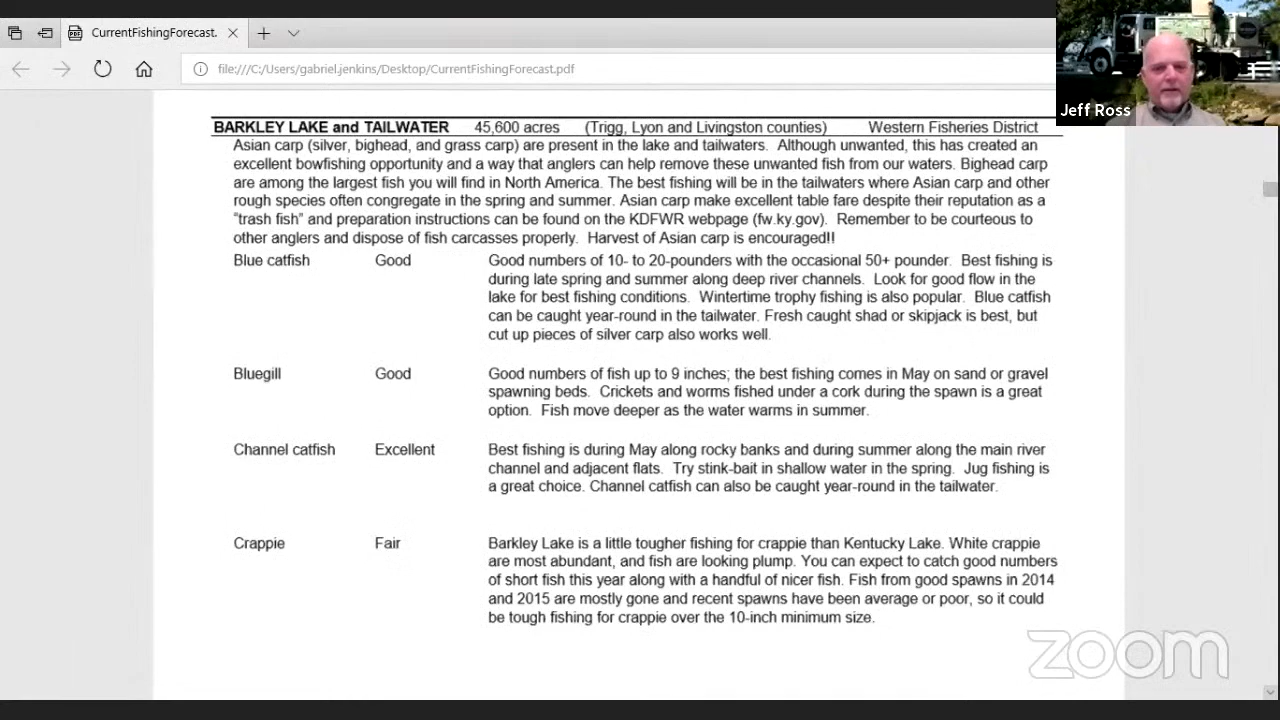 CurrentFishingForecast.
file:///C:/Users/gabriel.jenkins/Desktop/CurrentFishingForecast.pdf
Jeff Ross
BARKLEY LAKE and TAILWATER 45,600 acres (Trigg, Lyon and Livingston counties) Western Fisheries District
Asian carp (silver, bighead, and grass carp) are present in the lake and tailwaters. Although unwanted, this has created an
excellent bowfishing opportunity and a way that anglers can help remove these unwanted fish from our waters. Bighead carp
are among the largest fish you will find in North America. The best fishing will be in the tailwaters where Asian carp and other
rough species often congregate in the spring and summer. Asian carp make excellent table fare despite their reputation as a
"trash fish" and preparation instructions can be found on the KDFWR webpage (fw.ky.gov). Remember to be courteous to
other anglers and dispose of fish carcasses properly. Harvest of Asian carp is encouraged!!
Blue catfish Good Good numbers of 10- to 20-pounders with the occasional 50+ pounder. Best fishing is
during late spring and summer along deep river channels. Look for good flow in the
lake for best fishing conditions. Wintertime trophy fishing is also popular. Blue catfish
can be caught year-round in the tailwater. Fresh caught shad or skipjack is best, but
cut up pieces of silver carp also works well.
Bluegill Good Good numbers of fish up to 9 inches; the best fishing comes in May on sand or gravel
spawning beds. Crickets and worms fished under a cork during the spawn is a great
option. Fish move deeper as the water warms in summer.
Channel catfish Excellent Best fishing is during May along rocky banks and during summer along the main river
channel and adjacent flats. Try stink-bait in shallow water in the spring. Jug fishing is
a great choice. Channel catfish can also be caught year-round in the tailwater.
Crappie Fair Barkley Lake is a little tougher fishing for crappie than Kentucky Lake. White crappie
are most abundant, and fish are looking plump. You can expect to catch good numbers
of short fish this year along with a handful of nicer fish. Fish from good spawns in 2014
and 2015 are mostly gone and recent spawns have been average or poor, so it could
be tough fishing for crappie over the 10-inch minimum size.
zoom